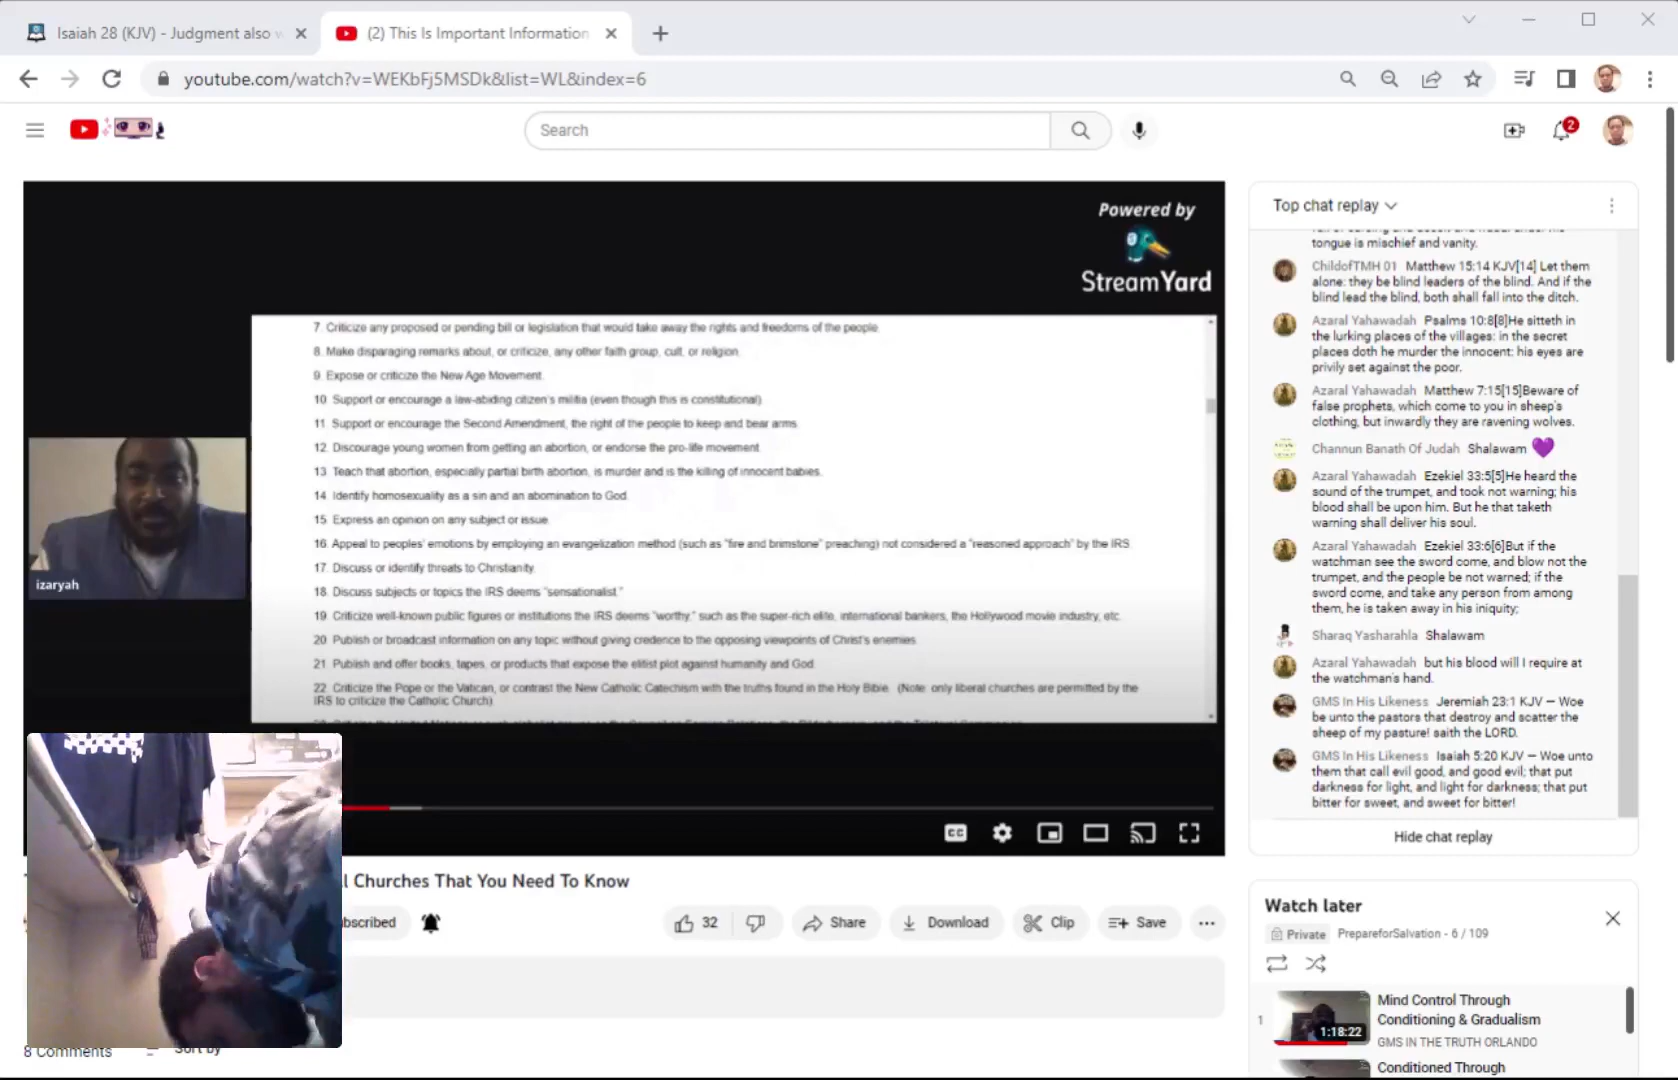 Isaiah 28 (KJV) - Judgment also
(2) This Is Important Information
youtube.com/watch?v=WEKbFj5MSDk&list=WL&index=6
Search
2
Powered by
StreamYard
7. Criticize any proposed or pending bill or legislation that would take away the rights and freedoms of the people.
8. Make disparaging remarks about, or criticize, any other faith group, cult, or religion.
9. Expose or criticize the New Age Movement.
10. Support or encourage a law-abiding citizen's militia (even though this is constitutional).
11. Support or encourage the Second Amendment, the right of the people to keep and bear arms.
12. Discourage young women from getting an abortion, or endorse the pro-life movement.
13. Teach that abortion, especially partial birth abortion, is murder and is the killing of innocent babies.
14. Identify homosexuality as a sin and an abomination to God.
15. Express an opinion on any subject or issue.
16. Appeal to peoples' emotions by employing an evangelization method (such as "fire and brimstone" preaching) not considered a "reasoned approach" by the IRS.
17. Discuss or identify threats to Christianity.
18. Discuss subjects or topics the IRS deems "sensationalist."
19. Criticize well-known public figures or institutions the IRS deems "worthy," such as the super-rich elite, international bankers, the Hollywood movie industry, etc.
20. Publish or broadcast information on any topic without giving credence to the opposing viewpoints of Christ's enemies.
21. Publish and offer books, tapes, or products that expose the elitist plot against humanity and God.
22. Criticize the Pope or the Vatican, or contrast the New Catholic Catechism with the truths found in the Holy Bible. (Note: only liberal churches are permitted by the
IRS to criticize the Catholic Church)
izaryah
CC
l Churches That You Need To Know
bscribed
32
Share
Download
Clip
Save
8 Comments
Sort by
Top chat replay
tongue is mischief and vanity.
ChildofTMH 01 Matthew 15:14 KJV[14] Let them
alone: they be blind leaders of the blind. And if the
blind lead the blind, both shall fall into the ditch.
Azaral Yahawadah Psalms 10:8[8]He sitteth in
the lurking places of the villages: in the secret
places doth he murder the innocent: his eyes are
privily set against the poor.
Azaral Yahawadah Matthew 7:15[15]Beware of
false prophets, which come to you in sheep's
clothing, but inwardly they are ravening wolves.
Channun Banath Of Judah Shalawam 💜
Azaral Yahawadah Ezekiel 33:5[5]He heard the
sound of the trumpet, and took not warning; his
blood shall be upon him. But he that taketh
warning shall deliver his soul.
Azaral Yahawadah Ezekiel 33:6[6]But if the
watchman see the sword come, and blow not the
trumpet, and the people be not warned; if the
sword come, and take any person from among
them, he is taken away in his iniquity;
Sharaq Yasharahla Shalawam
Azaral Yahawadah but his blood will I require at
the watchman's hand.
GMS In His Likeness Jeremiah 23:1 KJV — Woe
be unto the pastors that destroy and scatter the
sheep of my pasture! saith the LORD.
GMS In His Likeness Isaiah 5:20 KJV — Woe unto
them that call evil good, and good evil; that put
darkness for light, and light for darkness; that put
bitter for sweet, and sweet for bitter!
Hide chat replay
Watch later
Private PrepareforSalvation - 6 / 109
1
1:18:22
Mind Control Through
Conditioning & Gradualism
GMS IN THE TRUTH ORLANDO
Conditioned Through